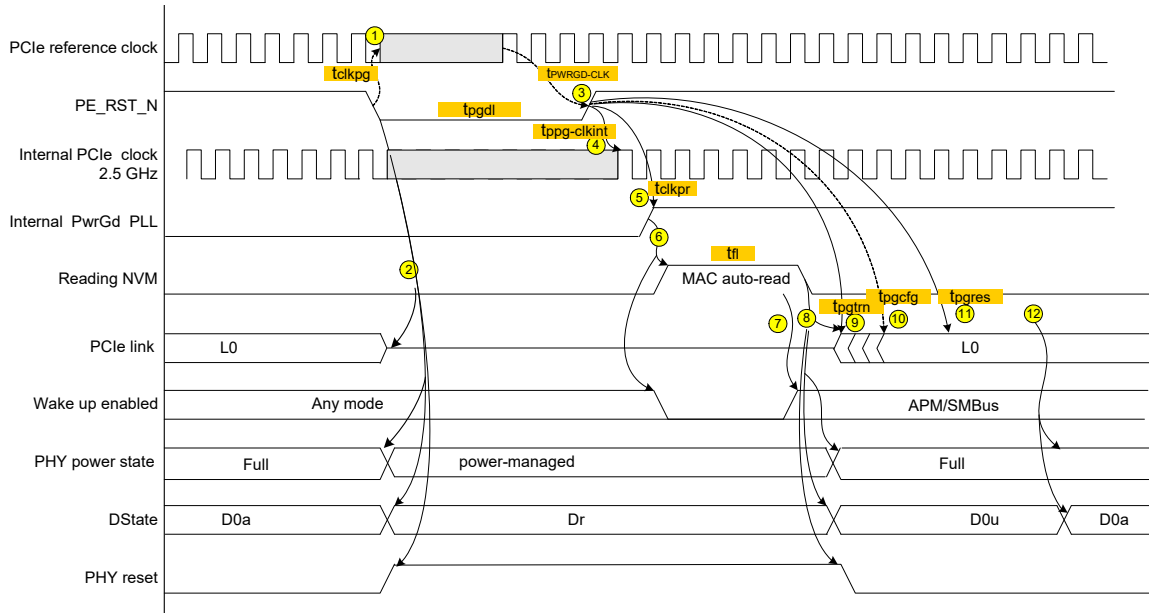 1
PCIe reference clock
tclkpg
tPWRGD-CLK
3
PE_RST_N
tpgdl
tppg-clkint
4
Internal PCIe clock
2.5 GHz
tclkpr
5
Internal PwrGd PLL
6
tfl
2
Reading NVM
MAC auto-read
tpgtrn
tpgcfg
tpgres
7
8
9
10
11
12
PCIe link
L0
L0
Wake up enabled
Any mode
APM/SMBus
PHY power state
Full
power-managed
Full
DState
D0a
Dr
D0u
D0a
PHY reset